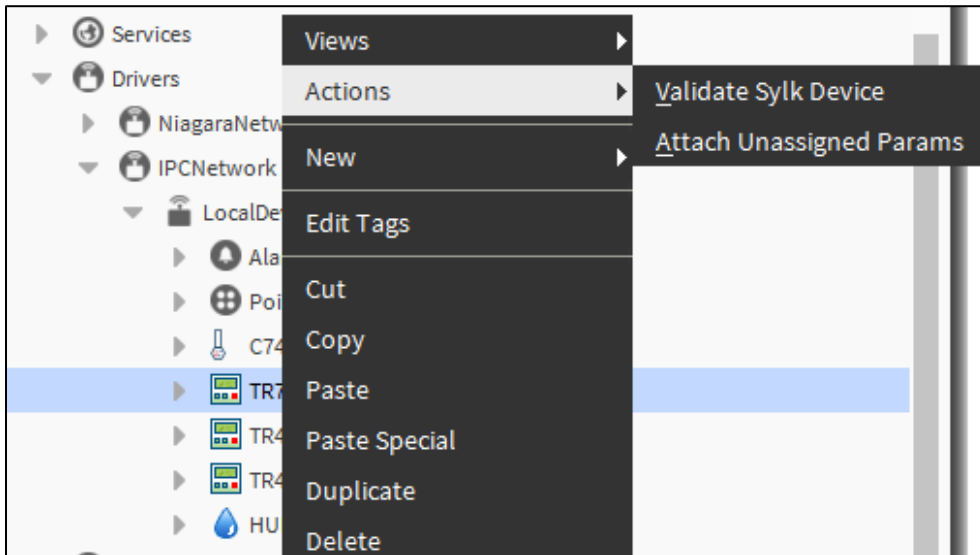 Services
Drivers
NiagaraNetw
IPCNetwork
LocalDe
Ala
Poi
C74
TR7
TR4
TR4
HU
Views
Actions
New
Edit Tags
Cut
Copy
Paste
Paste Special
Duplicate
Delete
Validate Sylk Device
Attach Unassigned Params